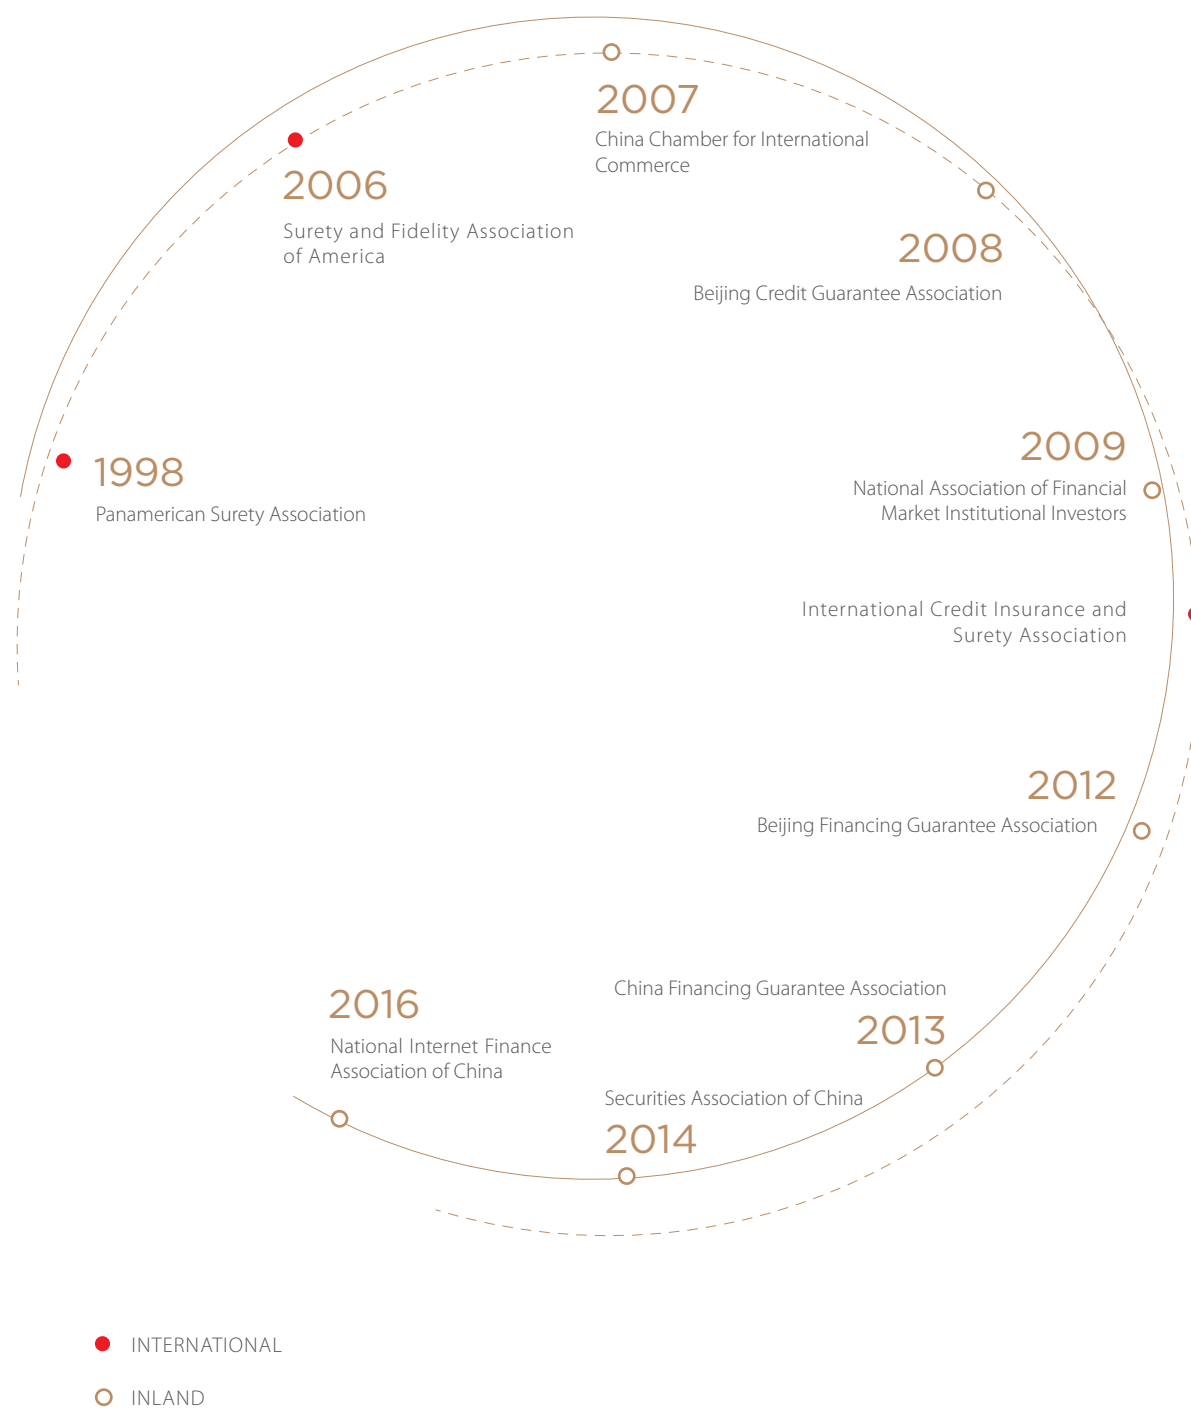 2007
China Chamber for International
Commerce
2006
Surety and Fidelity Association
of America
2008
Beijing Credit Guarantee Association
1998
Panamerican Surety Association
2009
National Association of Financial
Market Institutional Investors
International Credit Insurance and
Surety Association
2012
Beijing Financing Guarantee Association
China Financing Guarantee Association
2013
Securities Association of China
2014
2016
National Internet Finance
Association of China
INTERNATIONAL
INLAND